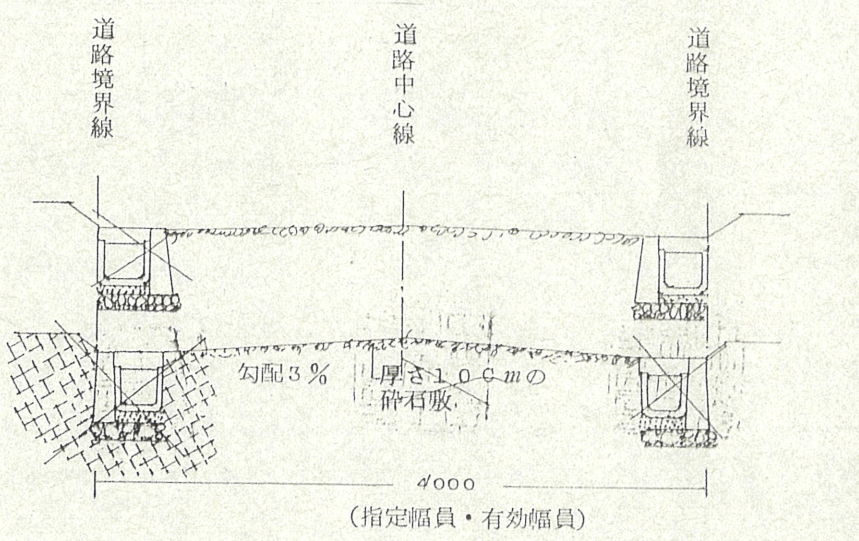 道路境界線
道路中心線
道路境界線
勾配3%
厚さ10cmの
砕石敷
4000
(指定幅員・有効幅員)